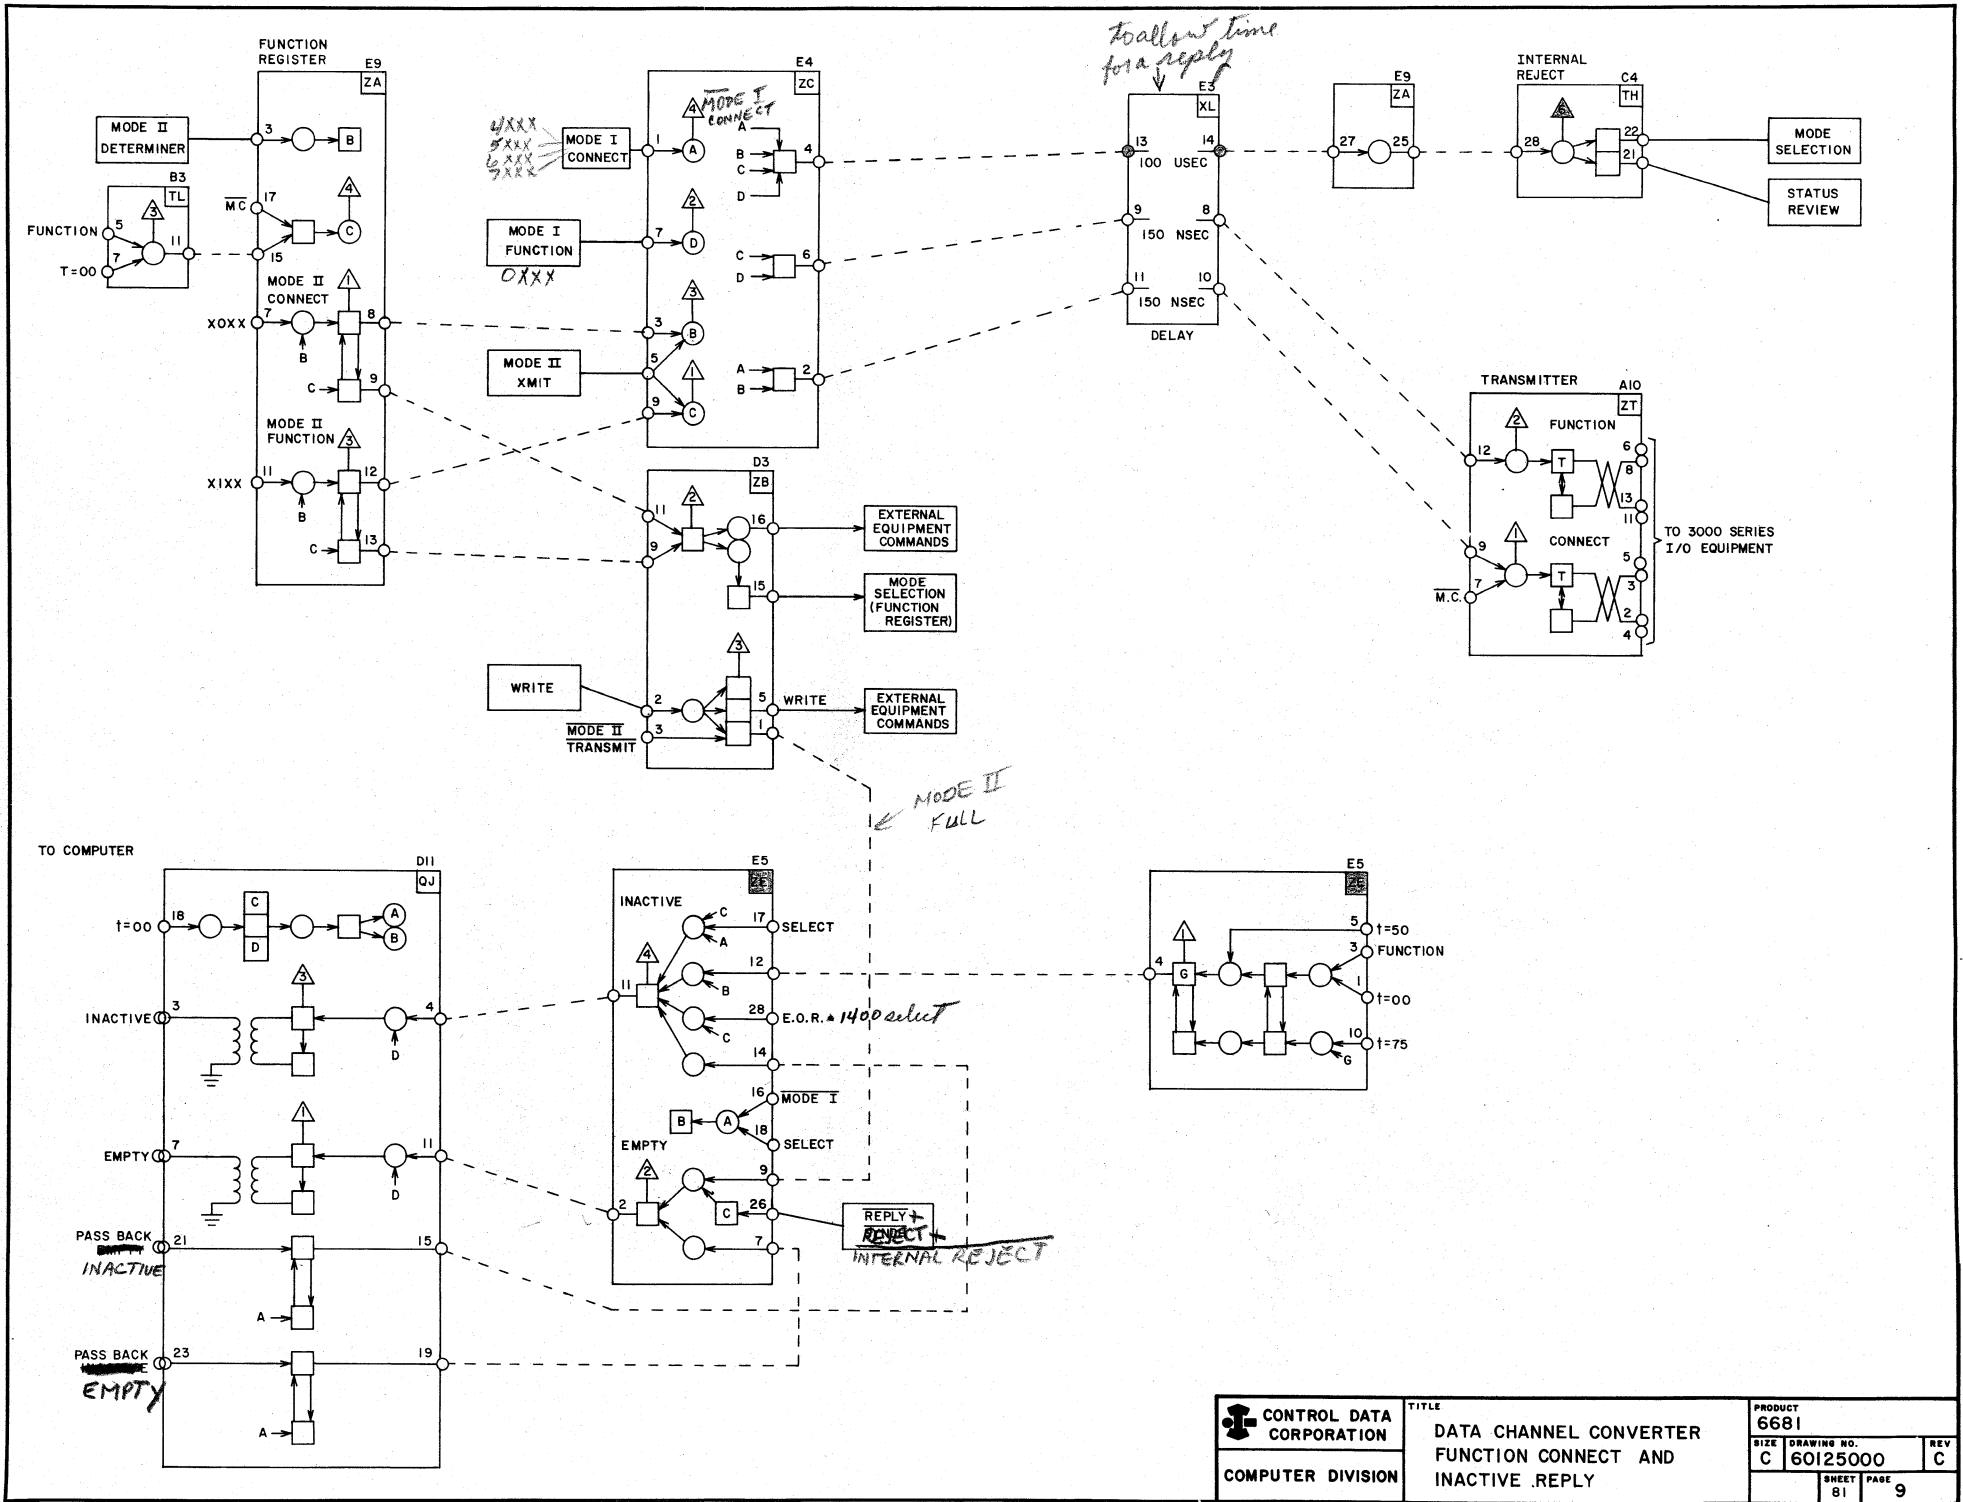 To allow time
for a reply
FUNCTION
REGISTER
E9
ZA
MODE II
DETERMINER
3
B
B3
TL
3
FUNCTION
5
7
T=00
11
M̅C̅
17
15
4
C
MODE II
CONNECT
1
X0XX
7
B
8
C
9
MODE II
FUNCTION
3
X1XX
11
B
12
C
13
E4
ZC
4XXX
5XXX
6XXX
7XXX
MODE I
CONNECT
1
4
A
MODE I
CONNECT
A
B
C
D
4
MODE I
FUNCTION
0XXX
7
2
D
C
D
6
3
3
B
MODE II
XMIT
5
9
1
C
A
B
2
E3
XL
13
14
100 USEC
9
8
150 NSEC
11
10
150 NSEC
DELAY
E9
ZA
27
25
INTERNAL
REJECT
C4
TH
28
22
21
MODE
SELECTION
STATUS
REVIEW
TRANSMITTER
A10
ZT
2
FUNCTION
12
T
6
8
13
11
1
CONNECT
9
7
M̅.C̅.
T
5
3
2
4
TO 3000 SERIES
I/O EQUIPMENT
D3
ZB
2
11
9
16
15
EXTERNAL
EQUIPMENT
COMMANDS
MODE
SELECTION
(FUNCTION
REGISTER)
3
WRITE
2
3
M̅O̅D̅E̅ I̅I̅
T̅R̅A̅N̅S̅M̅I̅T̅
5
WRITE
1
EXTERNAL
EQUIPMENT
COMMANDS
MODE II
FULL
TO COMPUTER
D11
QJ
t=00
18
C
D
A
B
3
INACTIVE
3
4
D
1
EMPTY
7
11
D
PASS BACK
INACTIVE
21
15
A
PASS BACK
EMPTY
23
19
A
E5
ZE
INACTIVE
C
17
SELECT
A
4
12
B
11
28
E.O.R. 1400 select
C
14
16
M̅O̅D̅E̅ I̅
B
A
18
SELECT
EMPTY
2
9
2
C
26
7
R̅E̅P̅L̅Y̅ +
REJECT +
INTERNAL REJECT
E5
ZE
1
5
t=50
3
FUNCTION
4
G
1
t=00
10
t=75
G
CONTROL DATA
CORPORATION
COMPUTER DIVISION
TITLE
DATA CHANNEL CONVERTER
FUNCTION CONNECT AND
INACTIVE .REPLY
PRODUCT
6681
SIZE
C
DRAWING NO.
60125000
REV
C
SHEET
81
PAGE
9